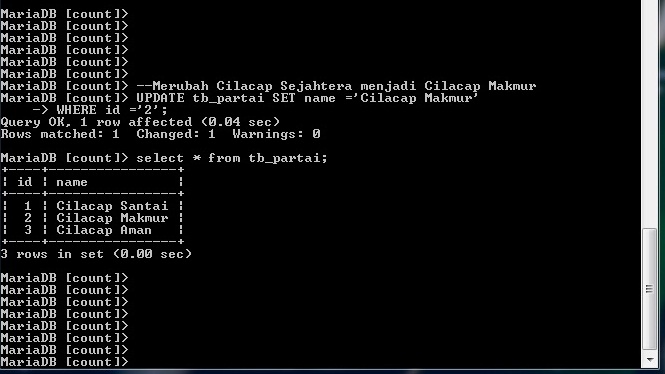 MariaDB [count]>
MariaDB [count]>
MariaDB [count]>
MariaDB [count]>
MariaDB [count]>
MariaDB [count]>
MariaDB [count]> --Merubah Cilacap Sejahtera menjadi Cilacap Makmur
MariaDB [count]> UPDATE tb_partai SET name ='Cilacap Makmur'
    -> WHERE id ='2';
Query OK, 1 row affected (0.04 sec)
Rows matched: 1  Changed: 1  Warnings: 0

MariaDB [count]> select * from tb_partai;
+----+-----------------+
¦ id ¦ name            ¦
+----+-----------------+
¦  1 ¦ Cilacap Santai ¦
¦  2 ¦ Cilacap Makmur ¦
¦  3 ¦ Cilacap Aman   ¦
+----+-----------------+
3 rows in set (0.00 sec)

MariaDB [count]>
MariaDB [count]>
MariaDB [count]>
MariaDB [count]>
MariaDB [count]>
MariaDB [count]>
MariaDB [count]>
MariaDB [count]>